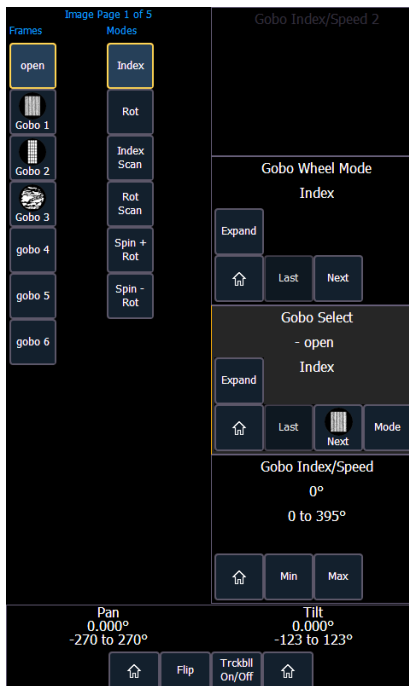 Image Page 1 of 5
Frames
Modes
open
Index
Gobo 1
Rot
Gobo 2
Index
Scan
Gobo 3
Rot
Scan
gobo 4
Spin +
Rot
gobo 5
Spin -
Rot
gobo 6
Gobo Index/Speed 2
Gobo Wheel Mode
Index
Expand
Last
Next
Gobo Select
- open
Index
Expand
Last
Next
Mode
Gobo Index/Speed
0°
0 to 395°
Min
Max
Pan
0.000°
-270 to 270°
Tilt
0.000°
-123 to 123°
Flip
Trckbll
On/Off